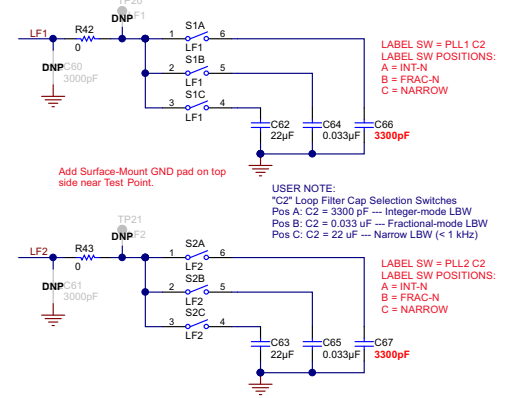 TP20
DNP LF1
LF1
R42
0
DNP C60
3000pF
S1A
1 6
LF1
S1B
2 5
LF1
S1C
3 4
LF1
C62
22µF
C64
0.033µF
C66
3300pF
LABEL SW = PLL1 C2
LABEL SW POSITIONS:
A = INT-N
B = FRAC-N
C = NARROW
Add Surface-Mount GND pad on top
side near Test Point.
USER NOTE:
"C2" Loop Filter Cap Selection Switches
Pos A: C2 = 3300 pF --- Integer-mode LBW
Pos B: C2 = 0.033 uF --- Fractional-mode LBW
Pos C: C2 = 22 uF --- Narrow LBW (< 1 kHz)
TP21
DNP LF2
LF2
R43
0
DNP C61
3000pF
S2A
1 6
LF2
S2B
2 5
LF2
S2C
3 4
LF2
C63
22µF
C65
0.033µF
C67
3300pF
LABEL SW = PLL2 C2
LABEL SW POSITIONS:
A = INT-N
B = FRAC-N
C = NARROW